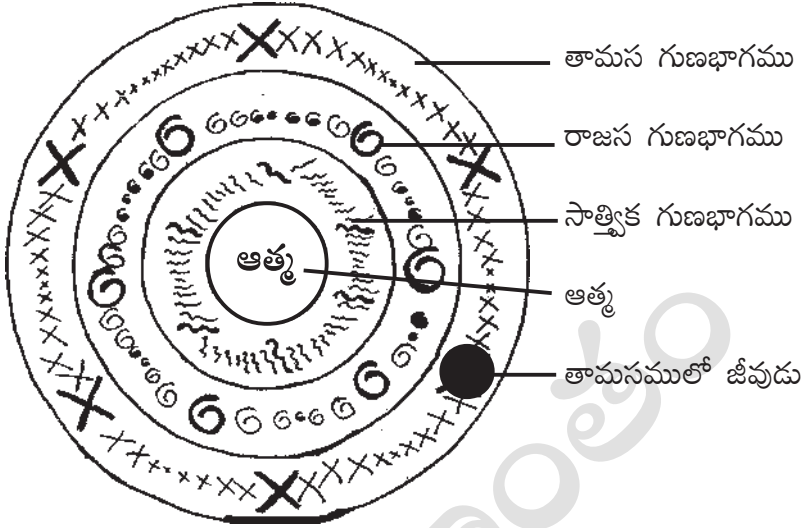 తామస గుణభాగము
రాజస గుణభాగము
సాత్త్విక గుణభాగము
ఆత్మ
ఆత్మ
తామసములో జీవుడు